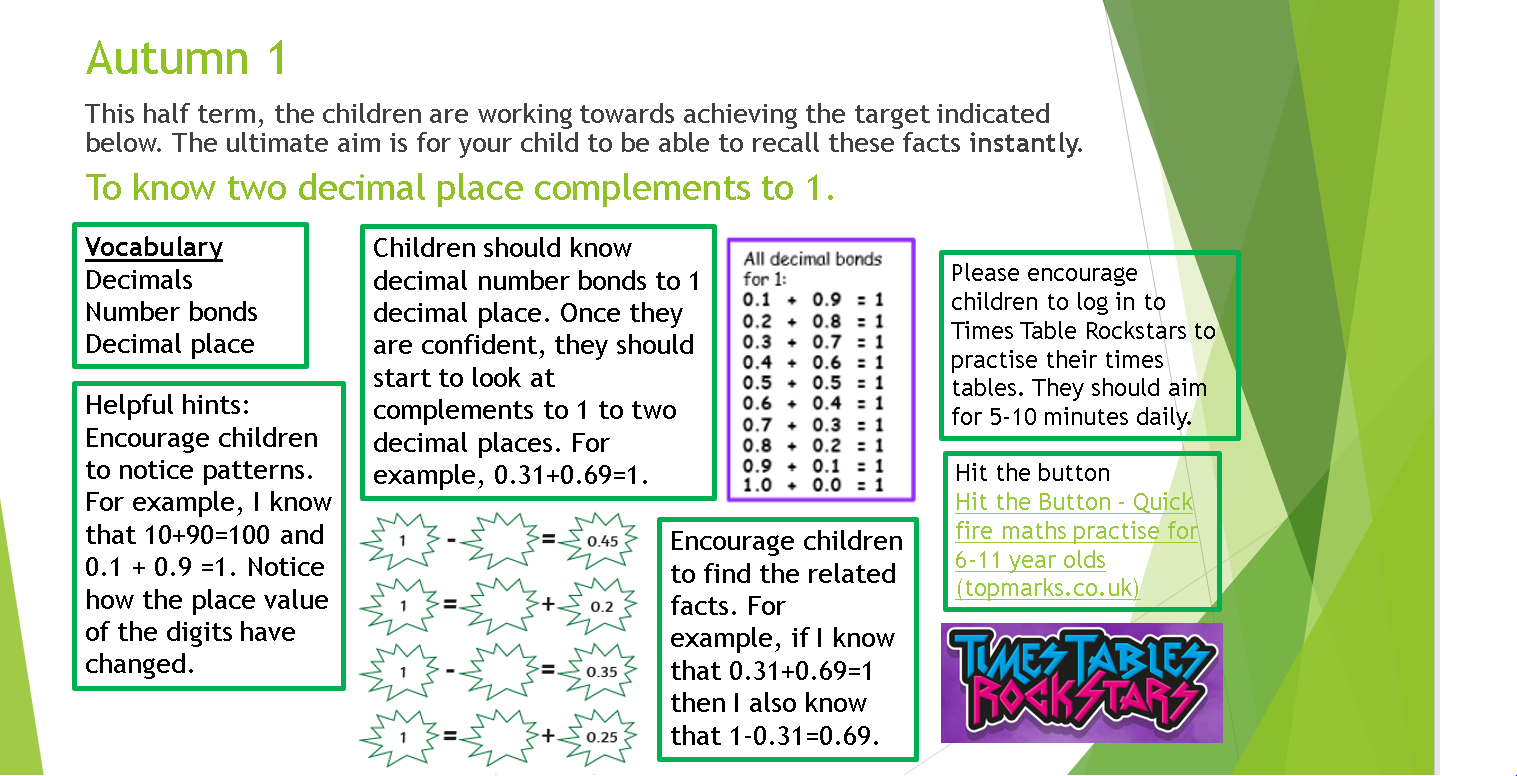 Autumn 1
This half term, the children are working towards achieving the target indicated
below. The ultimate aim is for your child to be able to recall these facts instantly.
To know two decimal place complements to 1.
Vocabulary
Decimals
Number bonds
Decimal place
Helpful hints:
Encourage children
to notice patterns.
For example, I know
that 10+90=100 and
0.1 + 0.9 =1. Notice
how the place value
of the digits have
changed.
Children should know
decimal number bonds to 1
decimal place. Once they
are confident, they should
start to look at
complements to 1 to two
decimal places. For
example, 0.31+0.69=1.
1 - = 0.45
1 = + 0.2
1 - = 0.35
1 = + 0.25
All decimal bonds
for 1:
0.1 + 0.9 = 1
0.2 + 0.8 = 1
0.3 + 0.7 = 1
0.4 + 0.6 = 1
0.5 + 0.5 = 1
0.6 + 0.4 = 1
0.7 + 0.3 = 1
0.8 + 0.2 = 1
0.9 + 0.1 = 1
1.0 + 0.0 = 1
Encourage children
to find the related
facts. For
example, if I know
that 0.31+0.69=1
then I also know
that 1-0.31=0.69.
Please encourage
children to log in to
Times Table Rockstars to
practise their times
tables. They should aim
for 5-10 minutes daily.
Hit the button
Hit the Button - Quick
fire maths practise for
6-11 year olds
(topmarks.co.uk)
TIMES TABLES
ROCK STARS